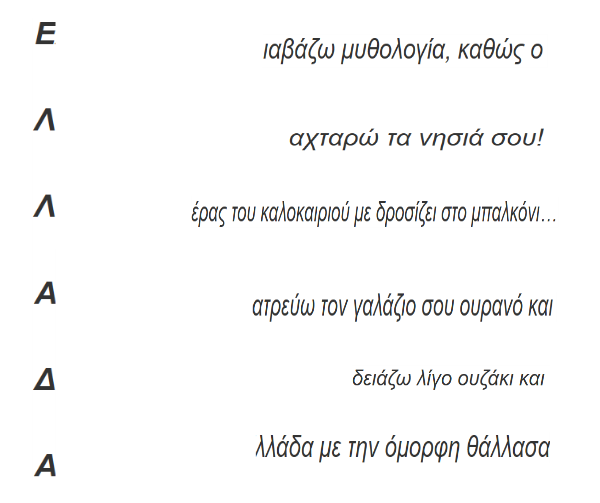 Ε
ιαβάζω μυθολογία, καθώς ο
Λ
αχταρώ τα νησιά σου!
Λ
έρας του καλοκαιριού με δροσίζει στο μπαλκόνι…
Α
ατρεύω τον γαλάζιο σου ουρανό και
Δ
δειάζω λίγο ουζάκι και
Α
λλάδα με την όμορφη θάλλασα